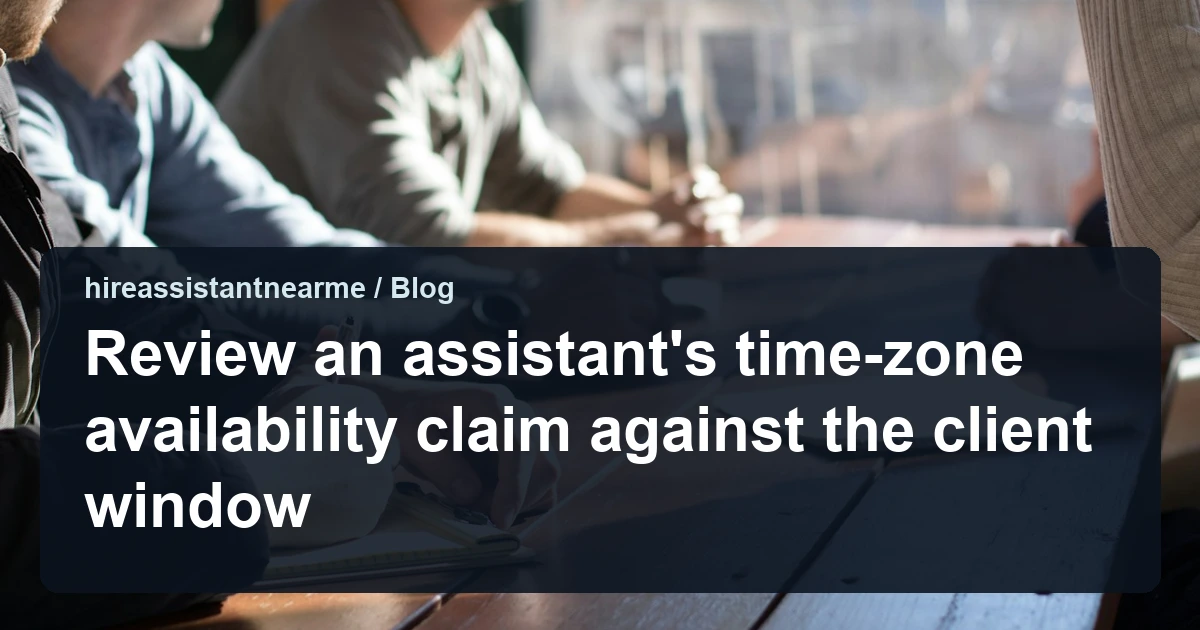 hireassistantnearme / Blog
Review an assistant's time-zone
availability claim against the client
window